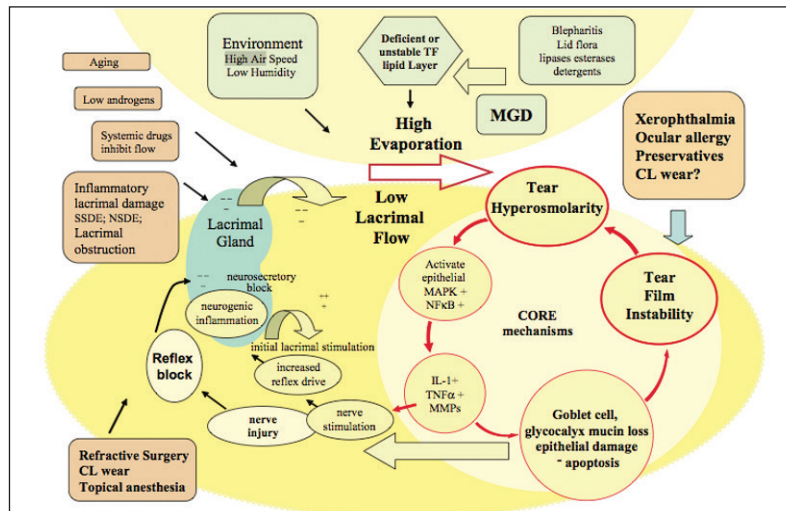 Aging
Low androgens
Systemic drugs
inhibit flow
Inflammatory
lacrimal damage
SSDE; NSDE;
Lacrimal
obstruction
Environment
High Air Speed
Low Humidity
Deficient or
unstable TF
lipid Layer
Blepharitis
Lid flora
lipases esterases
detergents
MGD
High
Evaporation
Xerophthalmia
Ocular allergy
Preservatives
CL wear?
Low
Lacrimal
Flow
Tear
Hyperosmolarity
-- --
-
Lacrimal
Gland
-- --
-
-- --
neurosecretory
block
neurogenic
inflammation
++
+
initial lacrimal stimulation
increased
reflex drive
Reflex
block
nerve
injury
nerve
stimulation
Activate
epithelial
MAPK +
NFκB +
CORE
mechanisms
Tear
Film
Instability
IL-1+
TNFα +
MMPs
Goblet cell,
glycocalyx mucin loss
epithelial damage
- apoptosis
Refractive Surgery
CL wear
Topical anesthesia